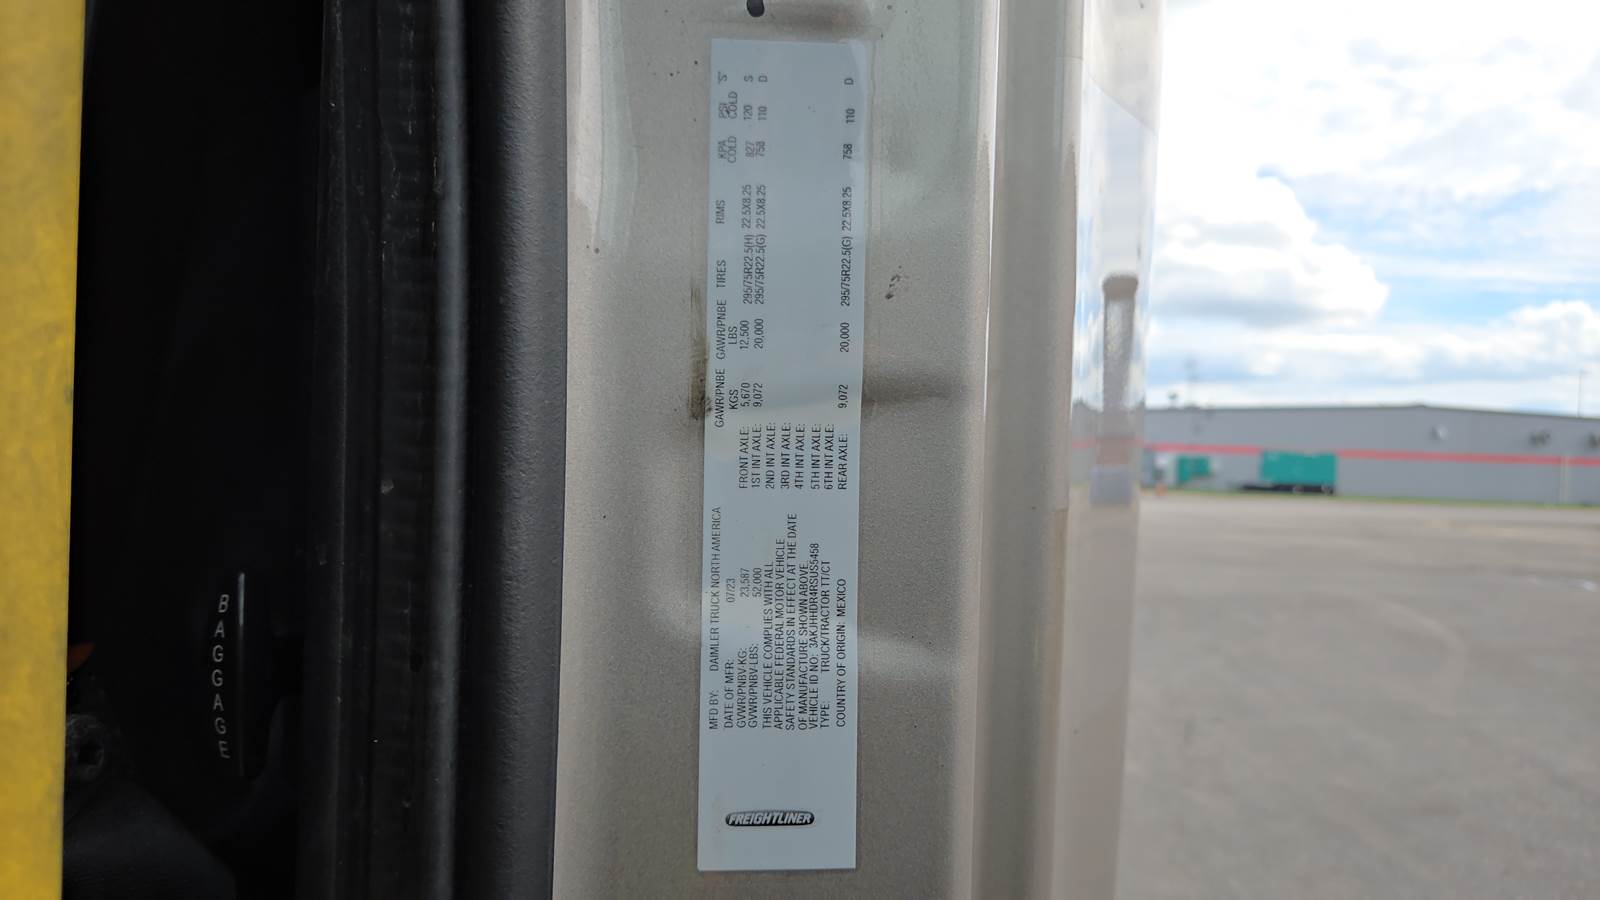 BAGGAGE
FREIGHTLINER
MFD BY: DAIMLER TRUCK NORTH AMERICA
DATE OF MFR: 07/23
GVWR/PNBV-KG: 23,587
GVWR/PNBV-LBS: 52,000
THIS VEHICLE COMPLIES WITH ALL
APPLICABLE FEDERAL MOTOR VEHICLE
SAFETY STANDARDS IN EFFECT AT THE DATE
OF MANUFACTURE SHOWN ABOVE
VEHICLE ID NO: 3AKJHHDR4RSUS5458
TYPE: TRUCK/TRACTOR TT/CT
COUNTRY OF ORIGIN: MEXICO
GAWR/PNBE GAWR/PNBE TIRES RIMS KPA PSI "S"
KGS LBS COLD COLD
FRONT AXLE: 5,670 12,500 295/75R22.5(H) 22.5X8.25 827 120 S
1ST INT AXLE: 9,072 20,000 295/75R22.5(G) 22.5X8.25 758 110 D
2ND INT AXLE:
3RD INT AXLE:
4TH INT AXLE:
5TH INT AXLE:
6TH INT AXLE:
REAR AXLE: 9,072 20,000 295/75R22.5(G) 22.5X8.25 758 110 D